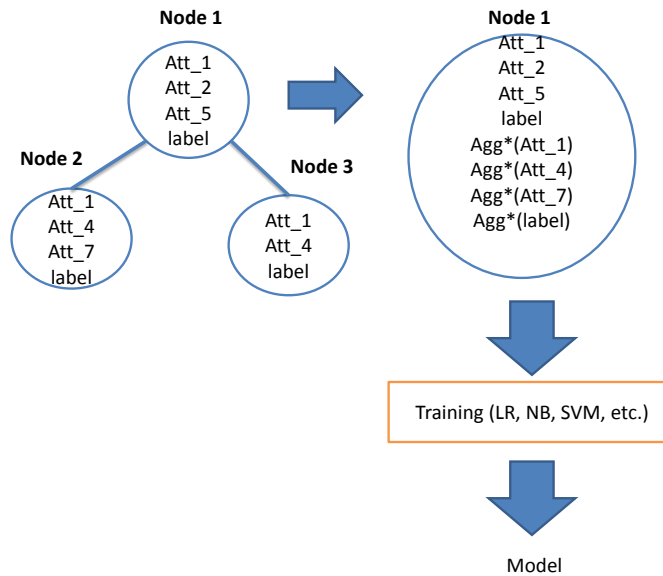 Node 1
Att_1
Att_2
Att_5
label
Node 2
Att_1
Att_4
Att_7
label
Node 3
Att_1
Att_4
label
Node 1
Att_1
Att_2
Att_5
label
Agg*(Att_1)
Agg*(Att_4)
Agg*(Att_7)
Agg*(label)
Training (LR, NB, SVM, etc.)
Model